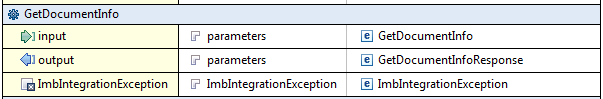 GetDocumentInfo
input parameters GetDocumentInfo
output parameters GetDocumentInfoResponse
ImbIntegrationException ImbIntegrationException ImbIntegrationException